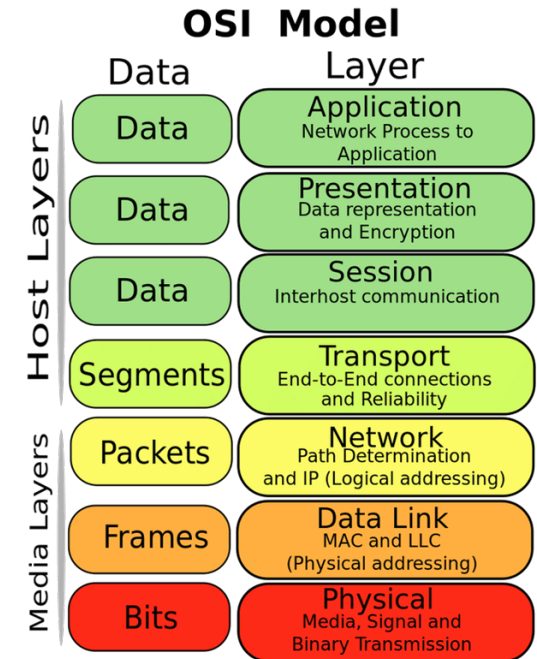 OSI Model
Data
Layer
Host Layers
Data
Application
Network Process to
Application
Data
Presentation
Data representation
and Encryption
Data
Session
Interhost communication
Segments
Transport
End-to-End connections
and Reliability
Media Layers
Packets
Network
Path Determination
and IP (Logical addressing)
Frames
Data Link
MAC and LLC
(Physical addressing)
Bits
Physical
Media, Signal and
Binary Transmission